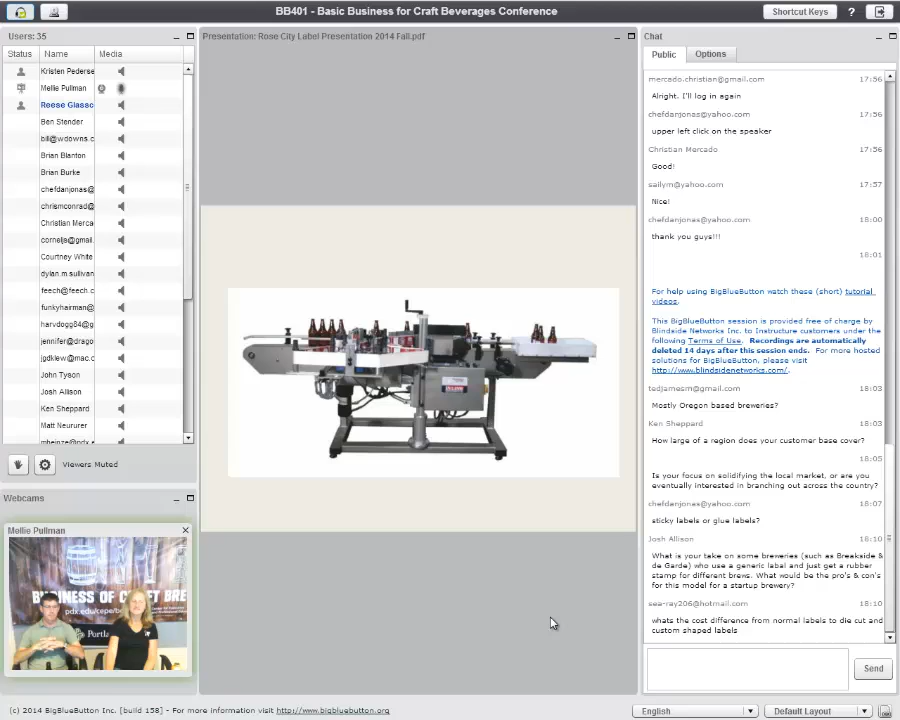 BB401 - Basic Business for Craft Beverages Conference
Shortcut Keys
?
Users: 35
Status Name Media
Kristen Pederse
Mellie Pullman
Reese Glassc
Ben Stender
bill@wdowns.c
Brian Blanton
Brian Burke
chefdanjonas@
chrismconrad@
Christian Merca
corneljs@gmail.
Courtney White
dylan.m.sullivan
feech@feech.c
funkyhairman@
harvdogg84@g
jennifer@drago
jgdklew@mac.c
John Tyson
Josh Allison
Ken Sheppard
Matt Neururer
mheinze@pdx.e
Viewers Muted
Webcams
Mellie Pullman
BUSINESS OF CRAFT BRE
pdx.edu/cepe/b
Portla
Presentation: Rose City Label Presentation 2014 Fall.pdf
Chat
Public Options
mercado.christian@gmail.com 17:56
Alright. I'll log in again
chefdanjonas@yahoo.com 17:56
upper left click on the speaker
Christian Mercado 17:56
Good!
sailym@yahoo.com 17:57
Nice!
chefdanjonas@yahoo.com 18:00
thank you guys!!!
18:01
For help using BigBlueButton watch these (short) tutorial
videos.
This BigBlueButton session is provided free of charge by
Blindside Networks Inc. to Instructure customers under the
following Terms of Use. Recordings are automatically
deleted 14 days after this session ends. For more hosted
solutions for BigBlueButton, please visit
http://www.blindsidenetworks.com/.
tedjamesm@gmail.com 18:03
Mostly Oregon based breweries?
Ken Sheppard 18:03
How large of a region does your customer base cover?
18:05
Is your focus on solidifying the local market, or are you
eventually interested in branching out across the country?
chefdanjonas@yahoo.com 18:07
sticky labels or glue labels?
Josh Allison 18:10
What is your take on some breweries (such as Breakside &
de Garde) who use a generic labal and just get a rubber
stamp for different brews. What would be the pro's & con's
for this model for a startup brewery?
sea-ray206@hotmail.com 18:10
whats the cost difference from normal labels to die cut and
custom shaped labels
Send
(c) 2014 BigBlueButton Inc. [build 158] - For more information visit http://www.bigbluebutton.org
English
Default Layout